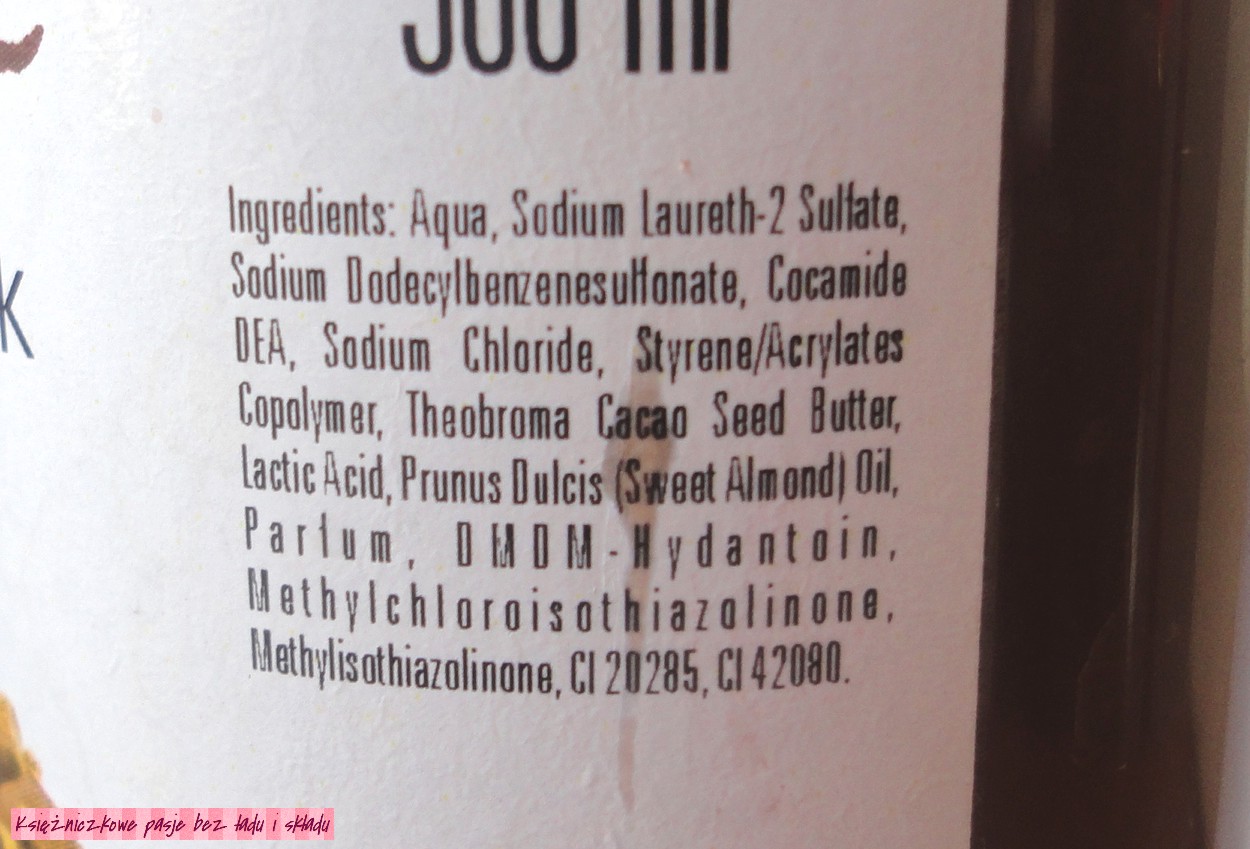 500 ml
Ingredients: Aqua, Sodium Laureth-2 Sulfate,
Sodium Dodecylbenzenesulfonate, Cocamide
DEA, Sodium Chloride, Styrene/Acrylates
Copolymer, Theobroma Cacao Seed Butter,
Lactic Acid, Prunus Dulcis (Sweet Almond) Oil,
Parfum, DMDM-Hydantoin,
Methylchloroisothiazolinone,
Methylisothiazolinone, CI 20285, CI 42080.
K
Księżniczkowe pasje bez ładu i składu